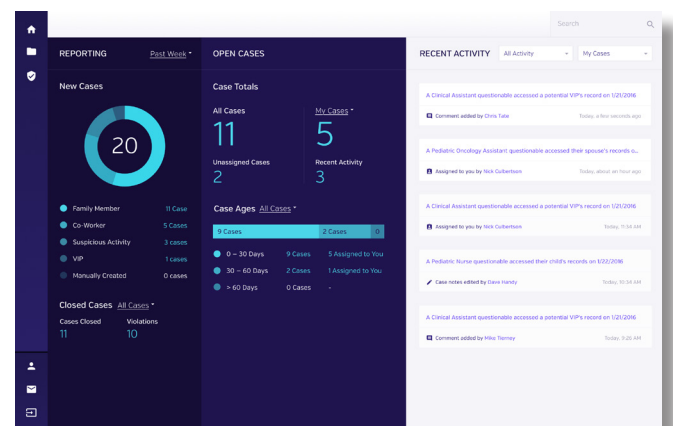 Search
REPORTING
Past Week
OPEN CASES
RECENT ACTIVITY
All Activity
My Cases
New Cases
20
Family Member 11 Case
Co-Worker 5 Cases
Suspicious Activity 3 cases
VIP 1 cases
Manually Created 0 cases
Closed Cases All Cases
Cases Closed Violations
11 10
Case Totals
All Cases My Cases
11 5
Unassigned Cases Recent Activity
2 3
Case Ages All Cases
9 Cases 2 Cases 0
0 – 30 Days 9 Cases 5 Assigned to You
30 – 60 Days 2 Cases 1 Assigned to You
> 60 Days 0 Cases -
A Clinical Assistant questionable accessed a potential VIP's record on 1/21/2016
Comment added by Chris Tate Today, a few seconds ago
A Pediatric Oncology Assistant questionable accessed their spouse's records o...
Assigned to you by Nick Culbertson Today, about an hour ago
A Clinical Assistant questionable accessed a potential VIP's record on 1/21/2016
Assigned to you by Nick Culbertson Today, 11:34 AM
A Pediatric Nurse questionable accessed their child's records on 1/22/2016
Case notes edited by Dave Handy Today, 10:34 AM
A Clinical Assistant questionable accessed a potential VIP's record on 1/21/2016
Comment added by Mike Tierney Today, 9:26 AM